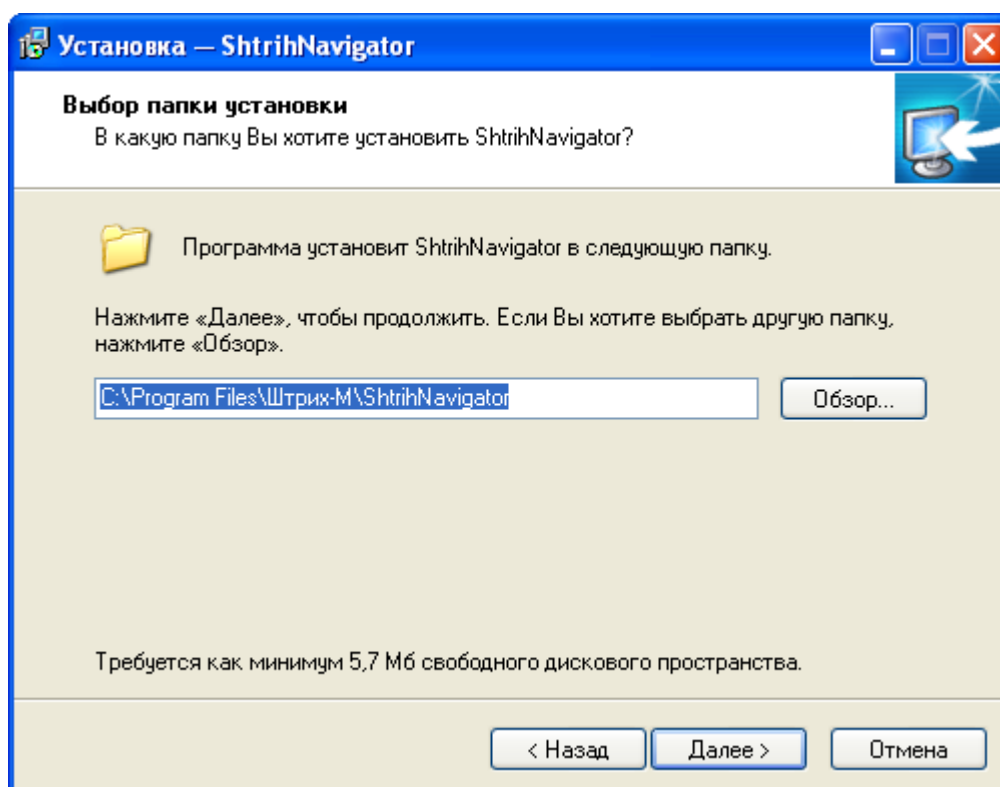 Установка — ShtrihNavigator
Выбор папки установки
В какую папку Вы хотите установить ShtrihNavigator?
Программа установит ShtrihNavigator в следующую папку.
Нажмите «Далее», чтобы продолжить. Если Вы хотите выбрать другую папку,
нажмите «Обзор».
C:\Program Files\Штрих-М\ShtrihNavigator
Обзор...
Требуется как минимум 5,7 Мб свободного дискового пространства.
< Назад
Далее >
Отмена